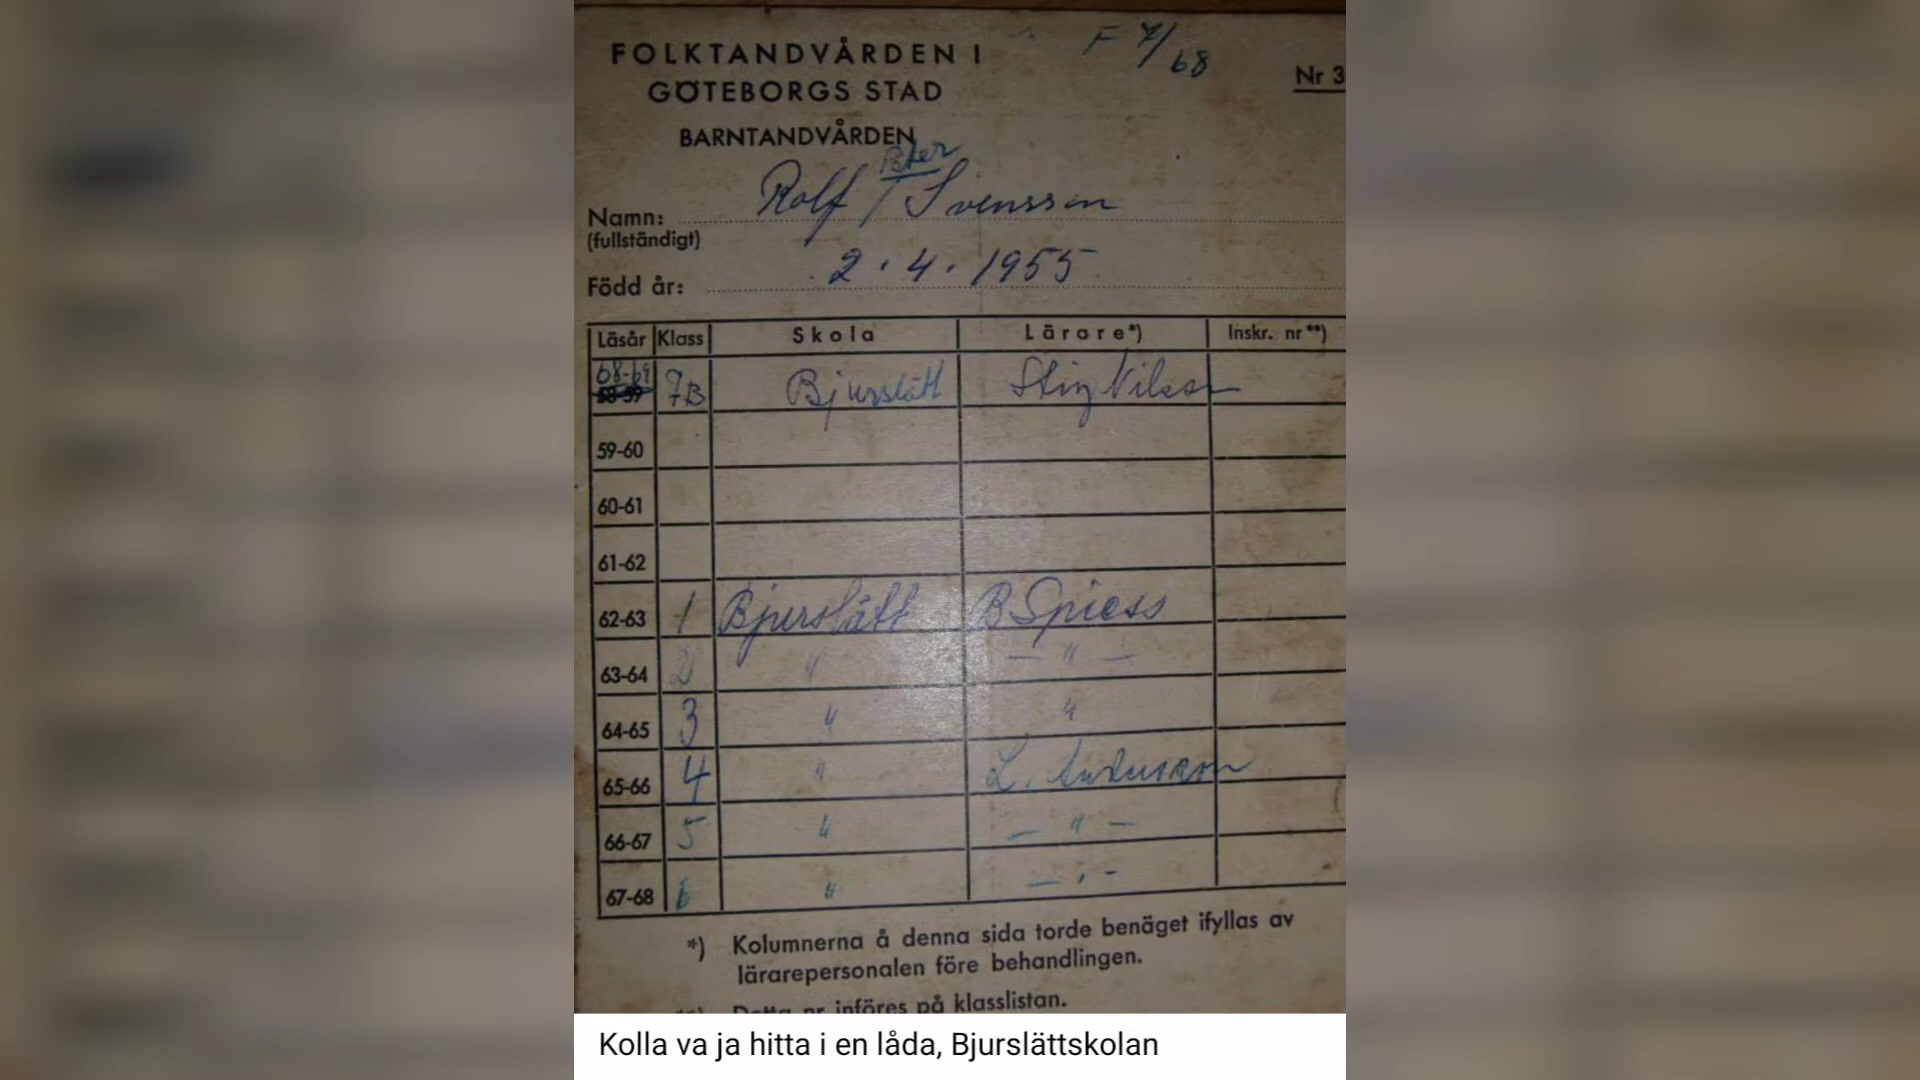 F 7/68
FOLKTANDVÅRDEN I
GÖTEBORGS STAD
Nr 3
BARNTANDVÅRDEN
Peter
Namn: Rolf / Svensson
(fullständigt)
Född år: 2.4.1955
Läsår Klass Skola Lärare*) Inskr. nr**)
68-69
58-59 7B Bjurslätt Stig Nilsson
59-60
60-61
61-62
62-63 1 Bjurslätt B Spiess
63-64 2 " — " —
64-65 3 " "
65-66 4 " L. Andersson
66-67 5 " — " —
67-68 6 " — " —
*) Kolumnerna å denna sida torde benäget ifyllas av
lärarepersonalen före behandlingen.
**) Detta nr införes på klasslistan.
Kolla va ja hitta i en låda, Bjurslättskolan